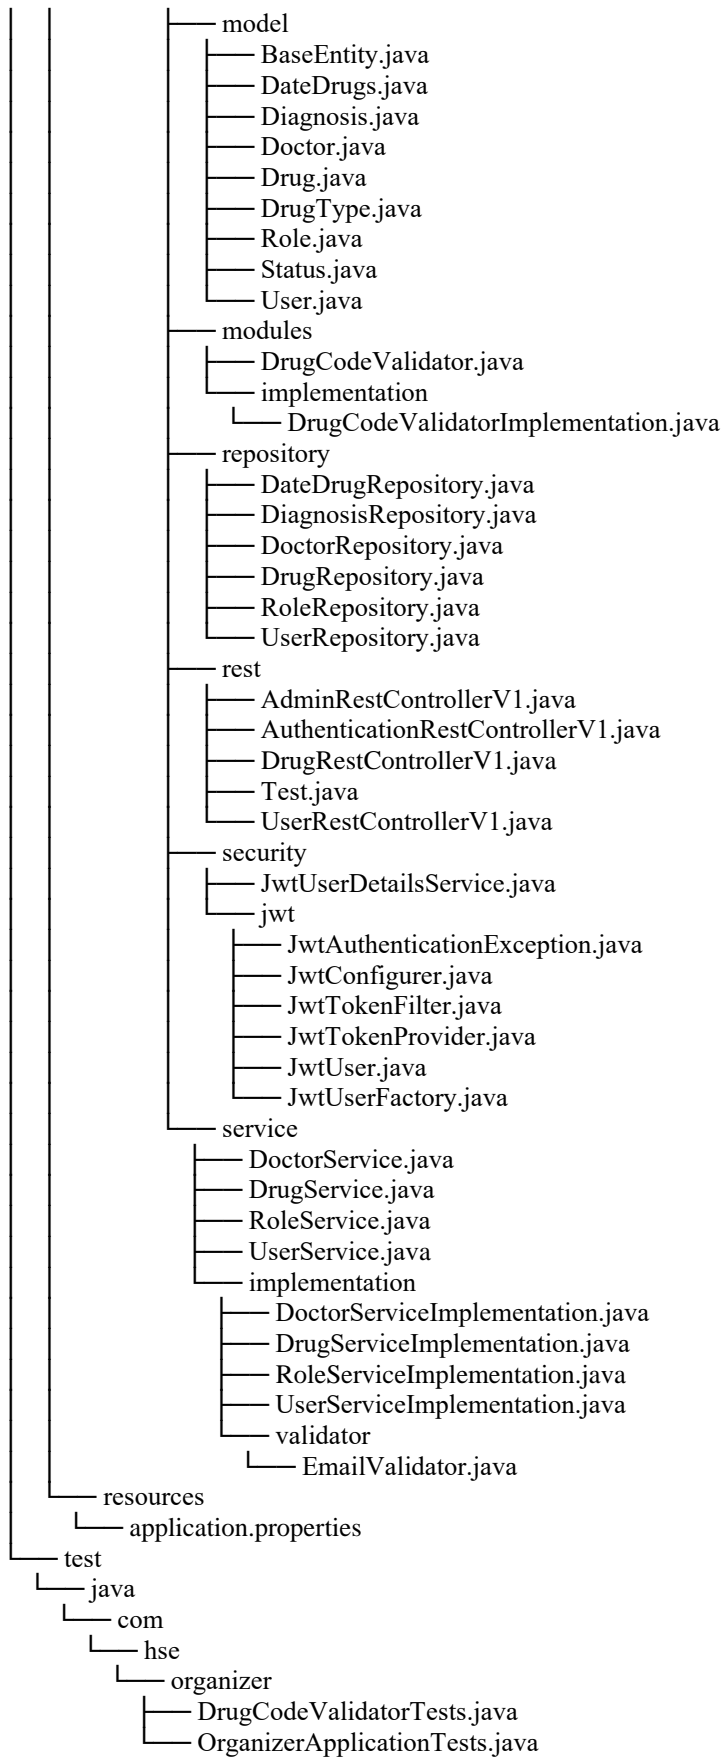 model
BaseEntity.java
DateDrugs.java
Diagnosis.java
Doctor.java
Drug.java
DrugType.java
Role.java
Status.java
User.java
modules
DrugCodeValidator.java
implementation
DrugCodeValidatorImplementation.java
repository
DateDrugRepository.java
DiagnosisRepository.java
DoctorRepository.java
DrugRepository.java
RoleRepository.java
UserRepository.java
rest
AdminRestControllerV1.java
AuthenticationRestControllerV1.java
DrugRestControllerV1.java
Test.java
UserRestControllerV1.java
security
JwtUserDetailsService.java
jwt
JwtAuthenticationException.java
JwtConfigurer.java
JwtTokenFilter.java
JwtTokenProvider.java
JwtUser.java
JwtUserFactory.java
service
DoctorService.java
DrugService.java
RoleService.java
UserService.java
implementation
DoctorServiceImplementation.java
DrugServiceImplementation.java
RoleServiceImplementation.java
UserServiceImplementation.java
validator
EmailValidator.java
resources
application.properties
test
java
com
hse
organizer
DrugCodeValidatorTests.java
OrganizerApplicationTests.java